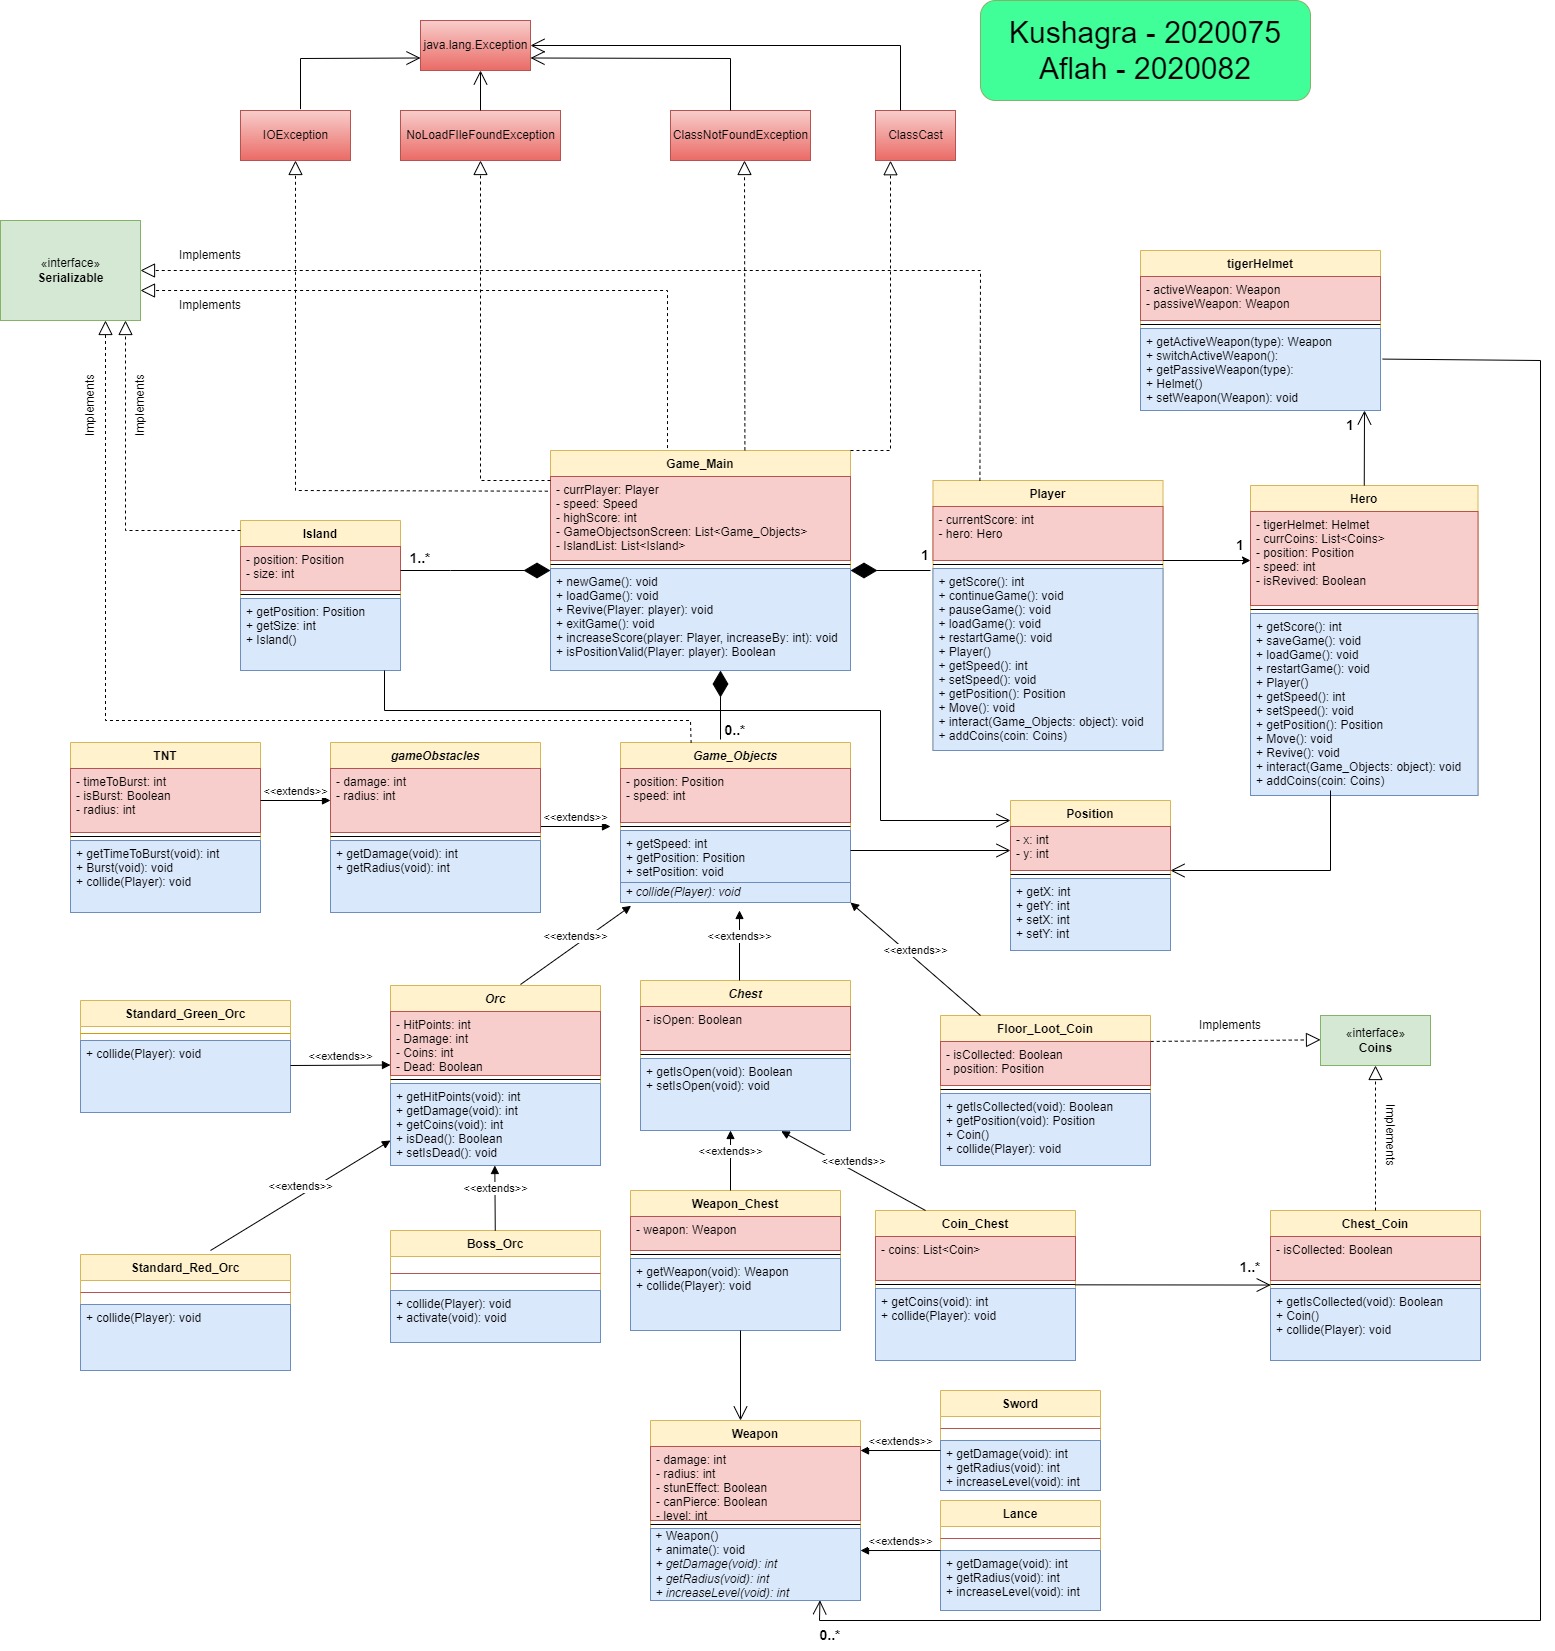 Kushagra - 2020075
Aflah - 2020082
java.lang.Exception
IOException
NoLoadFIleFoundException
ClassNotFoundException
ClassCast
«interface»
Serializable
Implements
Implements
Implements
Implements
tigerHelmet
- activeWeapon: Weapon
- passiveWeapon: Weapon
+ getActiveWeapon(type): Weapon
+ switchActiveWeapon():
+ getPassiveWeapon(type):
+ Helmet()
+ setWeapon(Weapon): void
1
Game_Main
- currPlayer: Player
- speed: Speed
- highScore: int
- GameObjectsonScreen: List<Game_Objects>
- IslandList: List<Island>
+ newGame(): void
+ loadGame(): void
+ Revive(Player: player): void
+ exitGame(): void
+ increaseScore(player: Player, increaseBy: int): void
+ isPositionValid(Player: player): Boolean
Island
- position: Position
- size: int
+ getPosition: Position
+ getSize: int
+ Island()
1..*
1
Player
- currentScore: int
- hero: Hero
+ getScore(): int
+ continueGame(): void
+ pauseGame(): void
+ loadGame(): void
+ restartGame(): void
+ Player()
+ getSpeed(): int
+ setSpeed(): void
+ getPosition(): Position
+ Move(): void
+ interact(Game_Objects: object): void
+ addCoins(coin: Coins)
1
Hero
- tigerHelmet: Helmet
- currCoins: List<Coins>
- position: Position
- speed: int
- isRevived: Boolean
+ getScore(): int
+ saveGame(): void
+ loadGame(): void
+ restartGame(): void
+ Player()
+ getSpeed(): int
+ setSpeed(): void
+ getPosition(): Position
+ Move(): void
+ Revive(): void
+ interact(Game_Objects: object): void
+ addCoins(coin: Coins)
0..*
TNT
- timeToBurst: int
- isBurst: Boolean
- radius: int
+ getTimeToBurst(void): int
+ Burst(void): void
+ collide(Player): void
<<extends>>
gameObstacles
- damage: int
- radius: int
+ getDamage(void): int
+ getRadius(void): int
<<extends>>
Game_Objects
- position: Position
- speed: int
+ getSpeed: int
+ getPosition: Position
+ setPosition: void
+ collide(Player): void
Position
- x: int
- y: int
+ getX: int
+ getY: int
+ setX: int
+ setY: int
<<extends>>
<<extends>>
<<extends>>
Standard_Green_Orc
+ collide(Player): void
<<extends>>
Orc
- HitPoints: int
- Damage: int
- Coins: int
- Dead: Boolean
+ getHitPoints(void): int
+ getDamage(void): int
+ getCoins(void): int
+ isDead(): Boolean
+ setIsDead(): void
Chest
- isOpen: Boolean
+ getIsOpen(void): Boolean
+ setIsOpen(void): void
Floor_Loot_Coin
- isCollected: Boolean
- position: Position
+ getIsCollected(void): Boolean
+ getPosition(void): Position
+ Coin()
+ collide(Player): void
Implements
«interface»
Coins
Implements
<<extends>>
<<extends>>
<<extends>>
<<extends>>
Standard_Red_Orc
+ collide(Player): void
Boss_Orc
+ collide(Player): void
+ activate(void): void
Weapon_Chest
- weapon: Weapon
+ getWeapon(void): Weapon
+ collide(Player): void
Coin_Chest
- coins: List<Coin>
+ getCoins(void): int
+ collide(Player): void
1..*
Chest_Coin
- isCollected: Boolean
+ getIsCollected(void): Boolean
+ Coin()
+ collide(Player): void
Weapon
- damage: int
- radius: int
- stunEffect: Boolean
- canPierce: Boolean
- level: int
+ Weapon()
+ animate(): void
+ getDamage(void): int
+ getRadius(void): int
+ increaseLevel(void): int
<<extends>>
Sword
+ getDamage(void): int
+ getRadius(void): int
+ increaseLevel(void): int
<<extends>>
Lance
+ getDamage(void): int
+ getRadius(void): int
+ increaseLevel(void): int
0..*